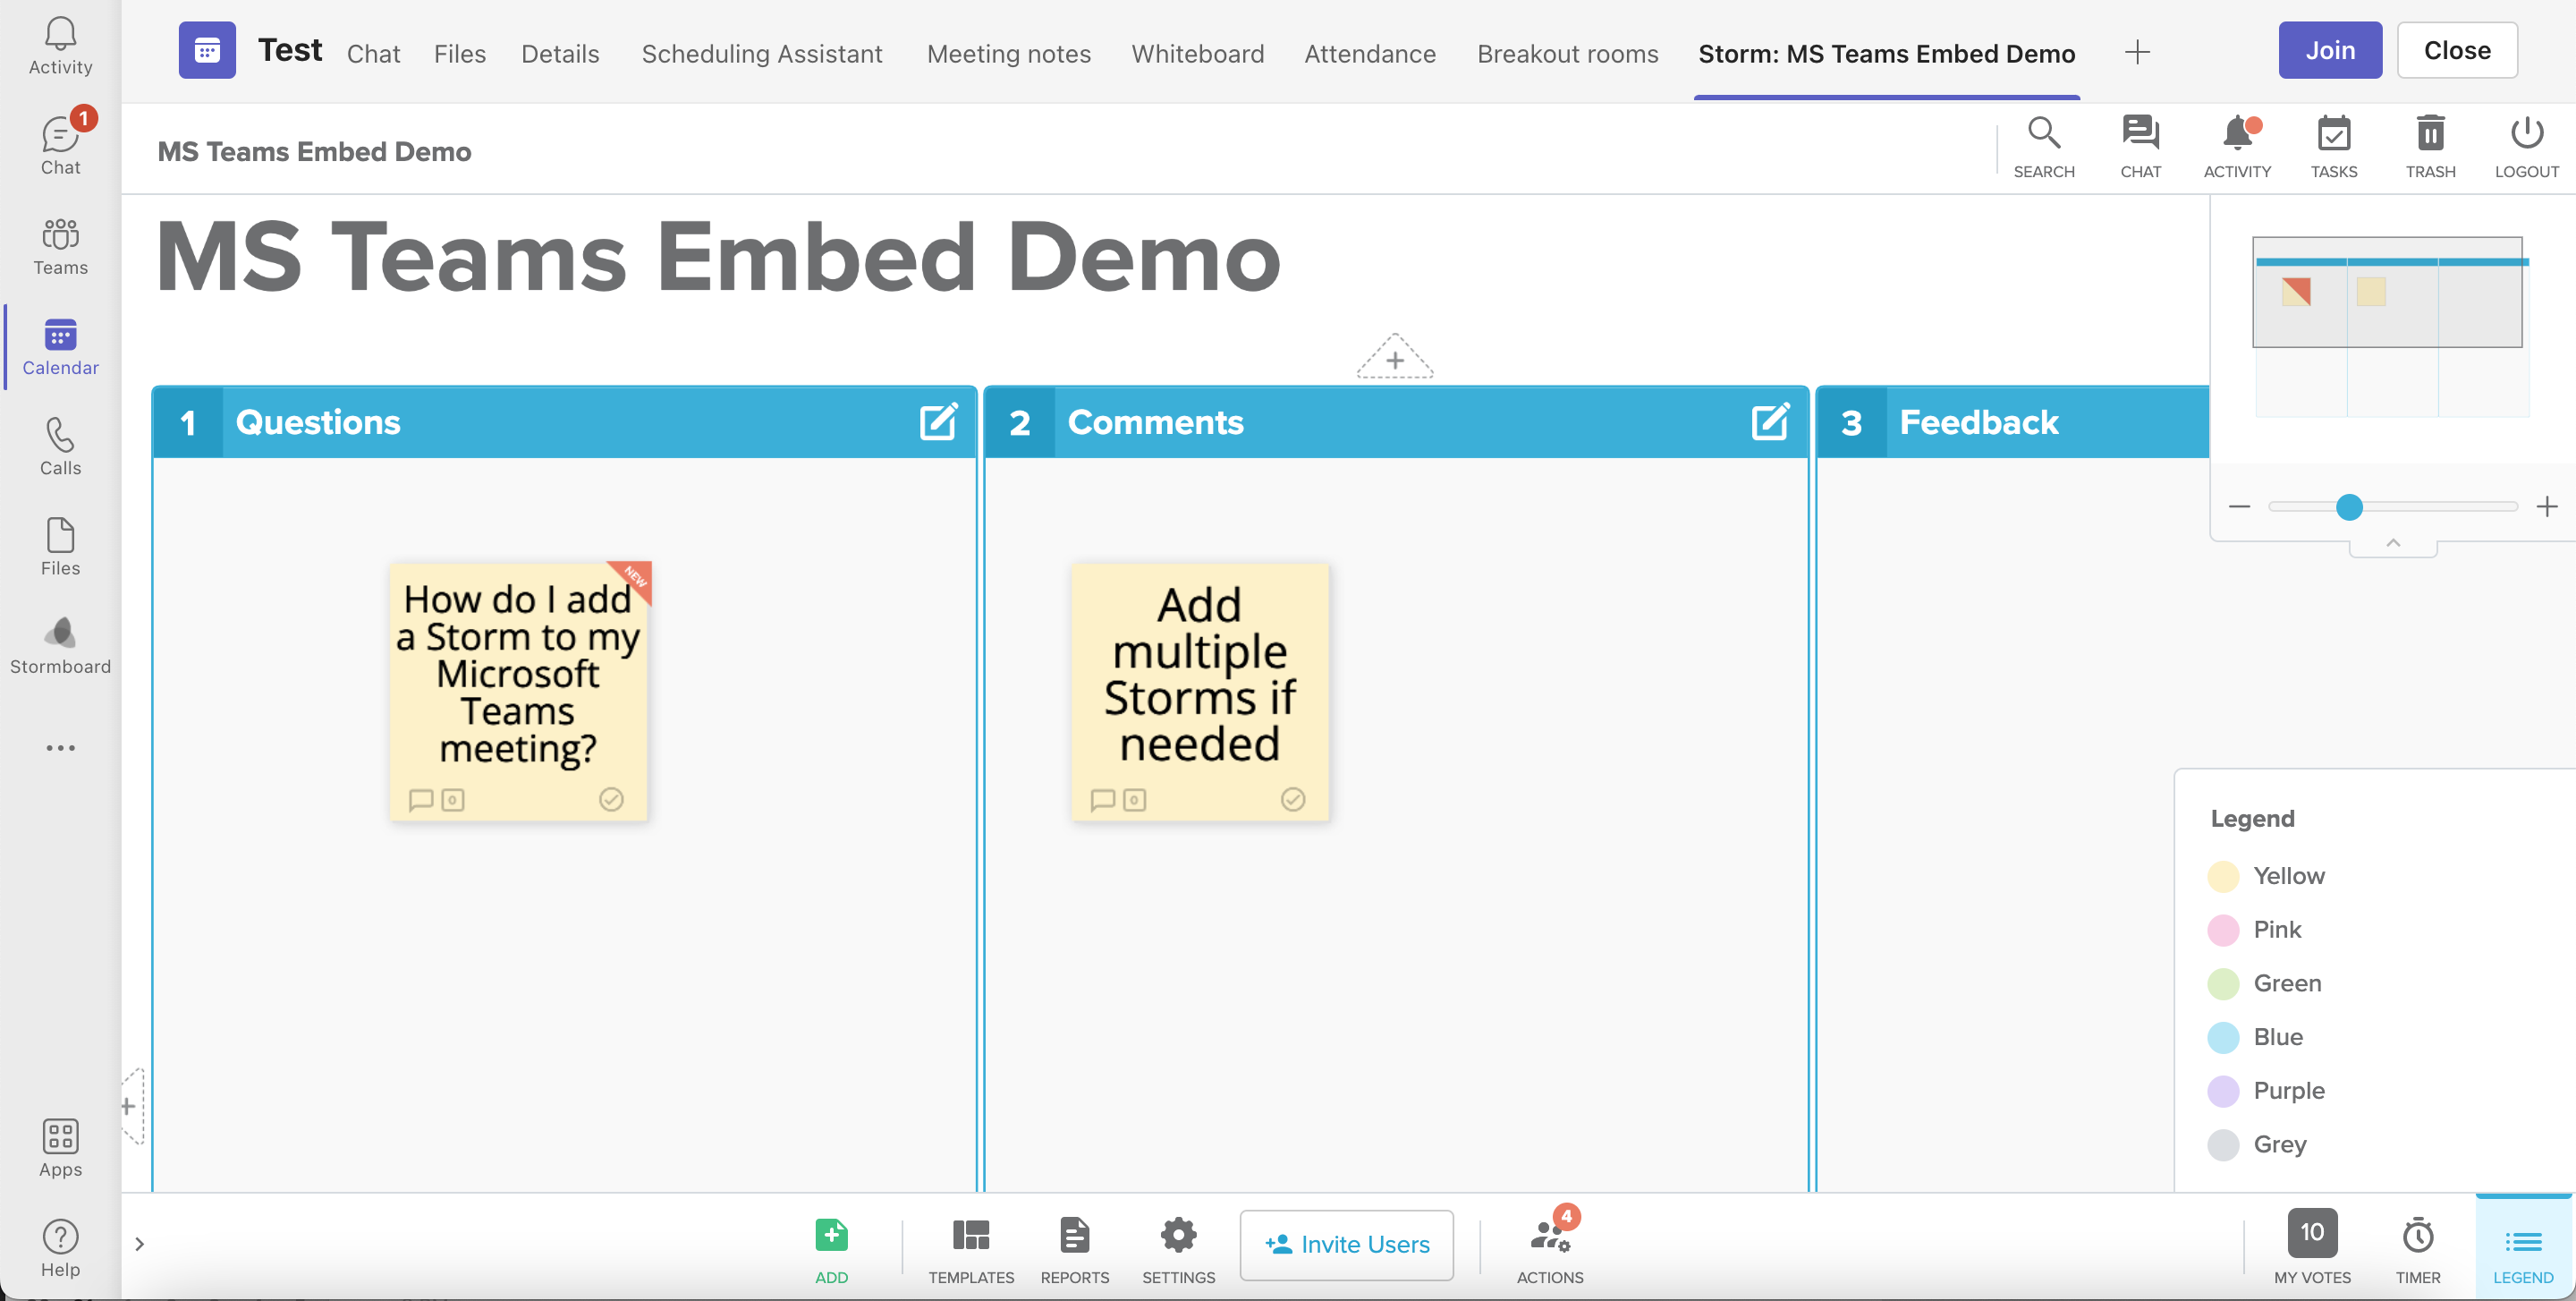 Activity
1
Chat
Teams
Calendar
Calls
Files
Stormboard
Apps
Help
Test
Chat
Files
Details
Scheduling Assistant
Meeting notes
Whiteboard
Attendance
Breakout rooms
Storm: MS Teams Embed Demo
Join
Close
MS Teams Embed Demo
SEARCH
CHAT
ACTIVITY
TASKS
TRASH
LOGOUT
MS Teams Embed Demo
1 Questions
2 Comments
3 Feedback
NEW
How do I add
a Storm to my
Microsoft
Teams
meeting?
0
Add
multiple
Storms if
needed
0
Legend
Yellow
Pink
Green
Blue
Purple
Grey
ADD
TEMPLATES
REPORTS
SETTINGS
Invite Users
4
ACTIONS
10
MY VOTES
TIMER
LEGEND